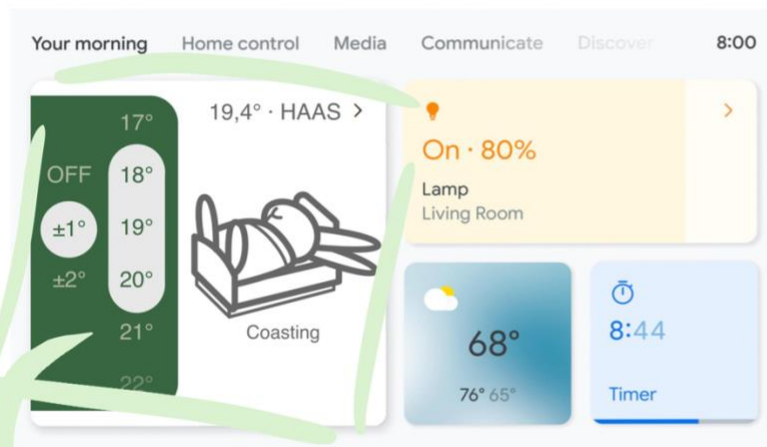 Your morning Home control Media Communicate Discover 8:00
19,4° · HAAS >
17°
OFF 18°
±1° 19°
±2° 20°
21°
22°
Coasting
On · 80%
Lamp
Living Room
68°
76° 65°
8:44
Timer